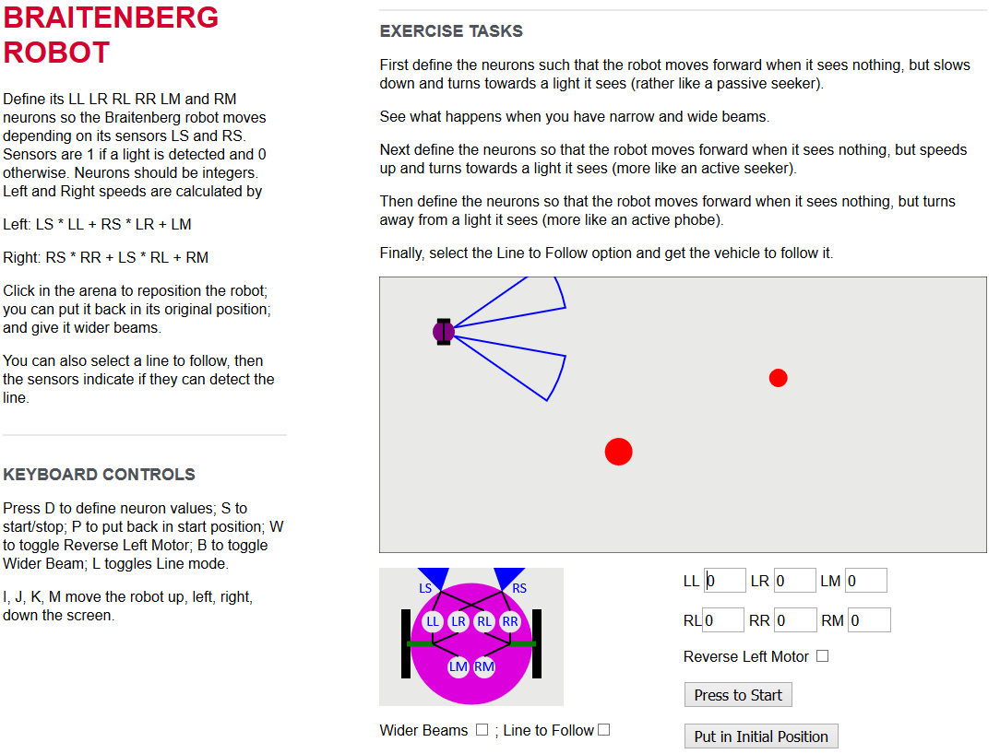 BRAITENBERG
ROBOT
Define its LL LR RL RR LM and RM
neurons so the Braitenberg robot moves
depending on its sensors LS and RS.
Sensors are 1 if a light is detected and 0
otherwise. Neurons should be integers.
Left and Right speeds are calculated by
Left: LS * LL + RS * LR + LM
Right: RS * RR + LS * RL + RM
Click in the arena to reposition the robot;
you can put it back in its original position;
and give it wider beams.
You can also select a line to follow, then
the sensors indicate if they can detect the
line.
KEYBOARD CONTROLS
Press D to define neuron values; S to
start/stop; P to put back in start position; W
to toggle Reverse Left Motor; B to toggle
Wider Beam; L toggles Line mode.
I, J, K, M move the robot up, left, right,
down the screen.
EXERCISE TASKS
First define the neurons such that the robot moves forward when it sees nothing, but slows
down and turns towards a light it sees (rather like a passive seeker).
See what happens when you have narrow and wide beams.
Next define the neurons so that the robot moves forward when it sees nothing, but speeds
up and turns towards a light it sees (more like an active seeker).
Then define the neurons so that the robot moves forward when it sees nothing, but turns
away from a light it sees (more like an active phobe).
Finally, select the Line to Follow option and get the vehicle to follow it.
LS RS
LL LR RL RR
LM RM
Wider Beams ; Line to Follow
LL 0 LR 0 LM 0
RL 0 RR 0 RM 0
Reverse Left Motor
Press to Start
Put in Initial Position